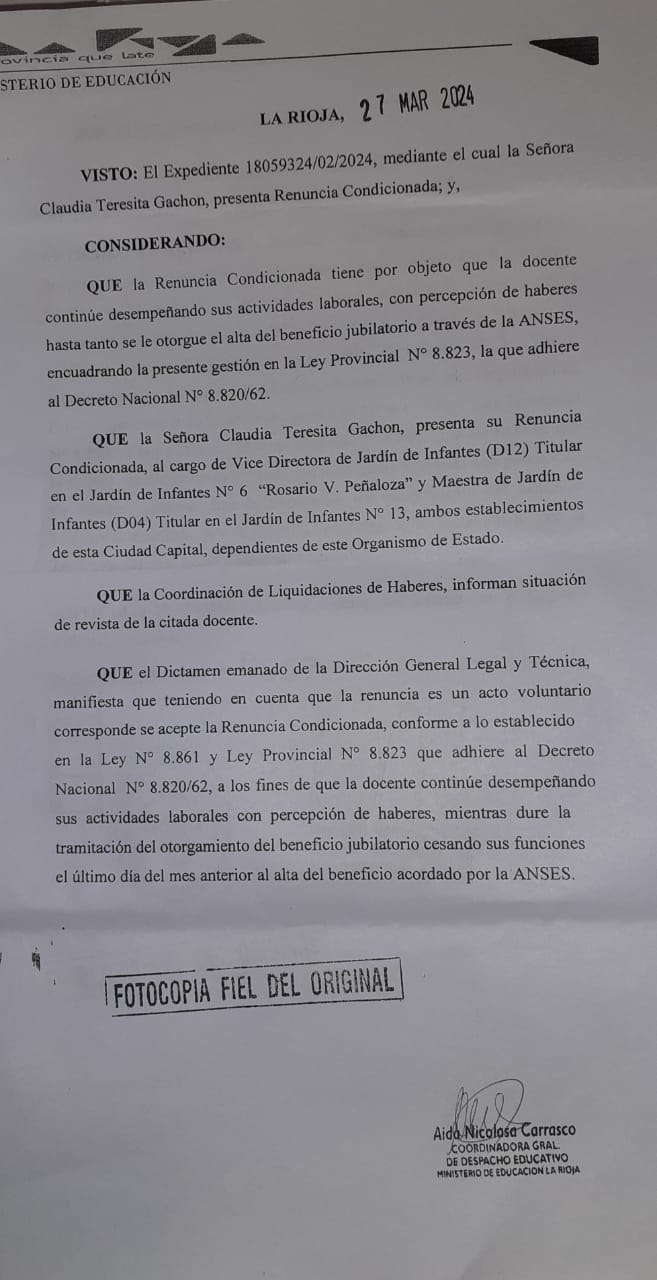 ovincia que late
STERIO DE EDUCACIÓN
LA RIOJA, 27 MAR 2024
VISTO: El Expediente 18059324/02/2024, mediante el cual la Señora
Claudia Teresita Gachon, presenta Renuncia Condicionada; y,
CONSIDERANDO:
QUE la Renuncia Condicionada tiene por objeto que la docente
continúe desempeñando sus actividades laborales, con percepción de haberes
hasta tanto se le otorgue el alta del beneficio jubilatorio a través de la ANSES,
encuadrando la presente gestión en la Ley Provincial N° 8.823, la que adhiere
al Decreto Nacional N° 8.820/62.
QUE la Señora Claudia Teresita Gachon, presenta su Renuncia
Condicionada, al cargo de Vice Directora de Jardín de Infantes (D12) Titular
en el Jardín de Infantes N° 6 “Rosario V. Peñaloza” y Maestra de Jardín de
Infantes (D04) Titular en el Jardín de Infantes N° 13, ambos establecimientos
de esta Ciudad Capital, dependientes de este Organismo de Estado.
QUE la Coordinación de Liquidaciones de Haberes, informan situación
de revista de la citada docente.
QUE el Dictamen emanado de la Dirección General Legal y Técnica,
manifiesta que teniendo en cuenta que la renuncia es un acto voluntario
corresponde se acepte la Renuncia Condicionada, conforme a lo establecido
en la Ley N° 8.861 y Ley Provincial N° 8.823 que adhiere al Decreto
Nacional N° 8.820/62, a los fines de que la docente continúe desempeñando
sus actividades laborales con percepción de haberes, mientras dure la
tramitación del otorgamiento del beneficio jubilatorio cesando sus funciones
el último día del mes anterior al alta del beneficio acordado por la ANSES.
FOTOCOPIA FIEL DEL ORIGINAL
Aida Nicolasa Carrasco
COORDINADORA GRAL.
DE DESPACHO EDUCATIVO
MINISTERIO DE EDUCACION LA RIOJA